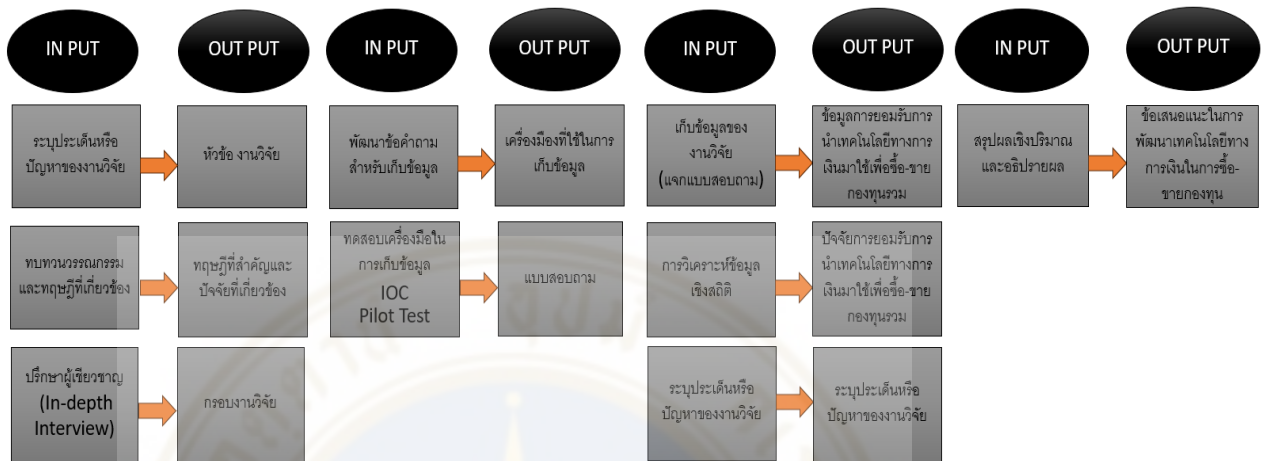 IN PUT
OUT PUT
IN PUT
OUT PUT
IN PUT
OUT PUT
IN PUT
OUT PUT
ระบุประเด็นหรือ
ปัญหาของงานวิจัย
หัวข้อ งานวิจัย
พัฒนาข้อคำถาม
สำหรับเก็บข้อมูล
เครื่องมืองที่ใช้ในการ
เก็บข้อมูล
เก็บข้อมูลของ
งานวิจัย
(แจกแบบสอบถาม)
ข้อมูลการยอมรับการ
นำเทคโนโลยีทางการ
เงินมาใช้เพื่อซื้อ-ขาย
กองทุนรวม
สรุปผลเชิงปริมาณ
และอธิปรายผล
ข้อเสนอแนะในการ
พัฒนาเทคโนโลยีทาง
การเงินในการซื้อ-
ขายกองทุน
ทบทวนวรรณกรรม
และทฤษฎีที่เกี่ยวข้อง
ทฤษฎีที่สำคัญและ
ปัจจัยที่เกี่ยวข้อง
ทดสอบเครื่องมือใน
การเก็บข้อมูล
IOC
Pilot Test
แบบสอบถาม
การวิเคราะห์ข้อมูล
เชิงสถิติ
ปัจจัยการยอมรับการ
นำเทคโนโลยีทางการ
เงินมาใช้เพื่อซื้อ-ขาย
กองทุนรวม
ปรึกษาผู้เชียวชาญ
(In-depth
Interview)
กรอบงานวิจัย
ระบุประเด็นหรือ
ปัญหาของงานวิจัย
ระบุประเด็นหรือ
ปัญหาของงานวิจัย